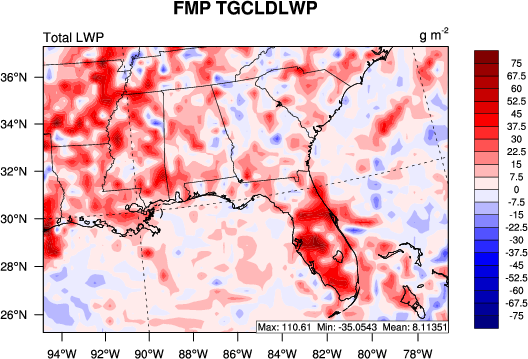 FMP TGCLDLWP
Total LWP
g m-2
36°N
34°N
32°N
30°N
28°N
26°N
94°W 92°W 90°W 88°W 86°W 84°W 82°W 80°W 78°W
Max: 110.61 Min: -35.0543 Mean: 8.11351
75
67.5
60
52.5
45
37.5
30
22.5
15
7.5
0
-7.5
-15
-22.5
-30
-37.5
-45
-52.5
-60
-67.5
-75